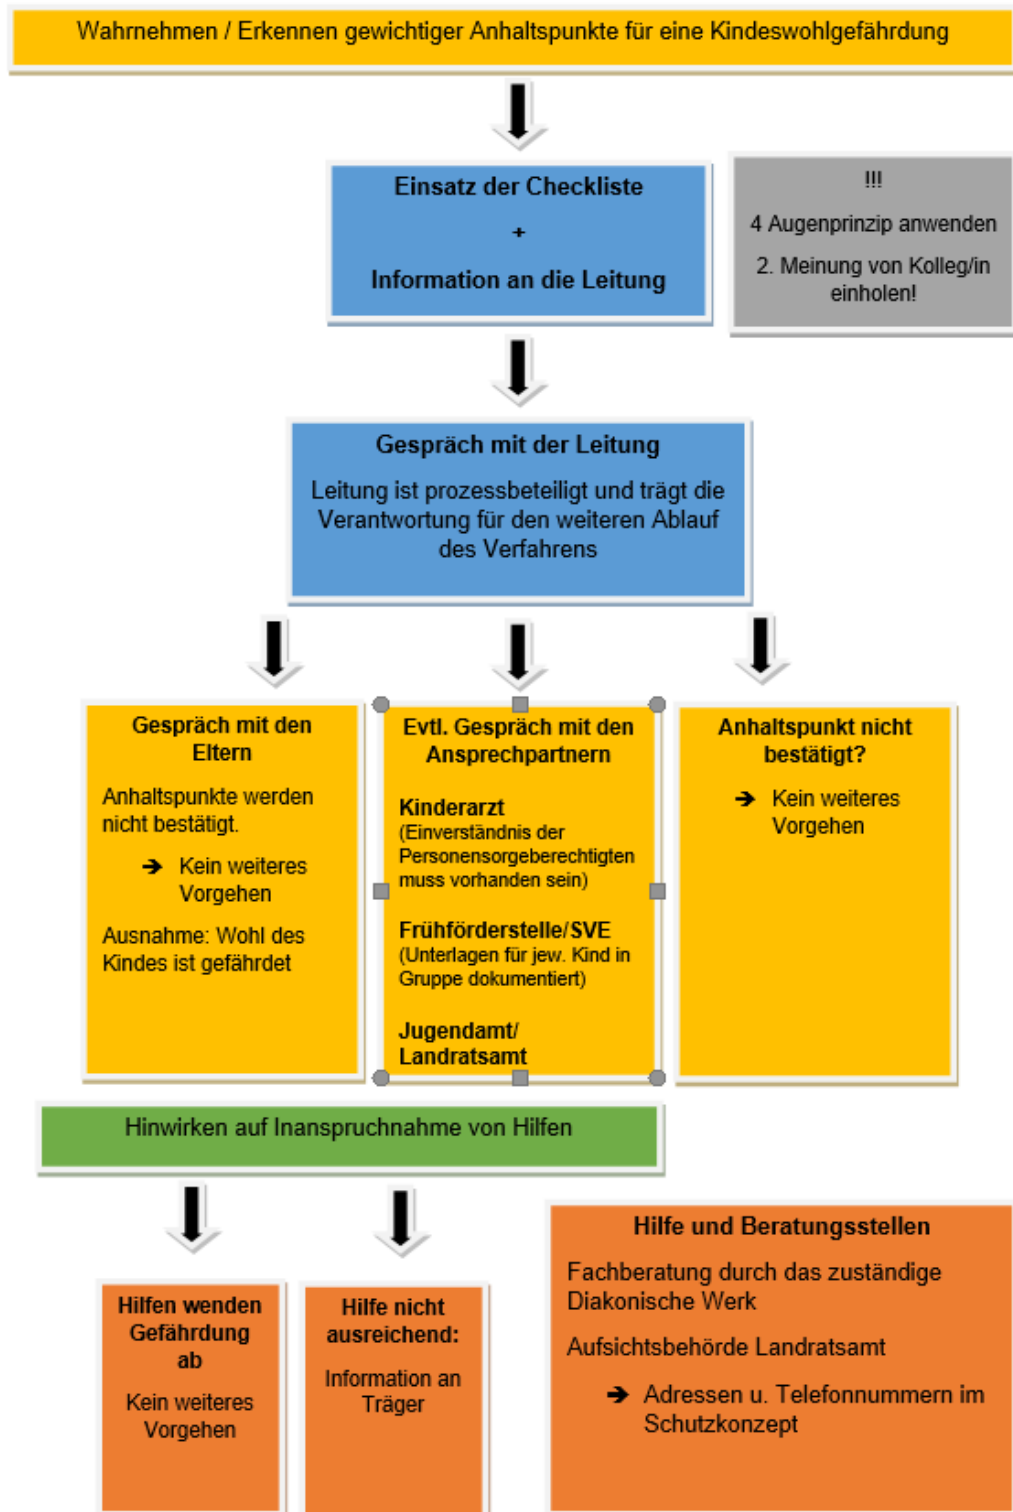 Wahrnehmen / Erkennen gewichtiger Anhaltspunkte für eine Kindeswohlgefährdung
Einsatz der Checkliste
+
Information an die Leitung
!!!
4 Augenprinzip anwenden
2. Meinung von Kolleg/in
einholen!
Gespräch mit der Leitung
Leitung ist prozessbeteiligt und trägt die
Verantwortung für den weiteren Ablauf
des Verfahrens
Gespräch mit den
Eltern
Anhaltspunkte werden
nicht bestätigt.
➔ Kein weiteres
Vorgehen
Ausnahme: Wohl des
Kindes ist gefährdet
Evtl. Gespräch mit den
Ansprechpartnern
Kinderarzt
(Einverständnis der
Personensorgeberechtigten
muss vorhanden sein)
Frühförderstelle/SVE
(Unterlagen für jew. Kind in
Gruppe dokumentiert)
Jugendamt/
Landratsamt
Anhaltspunkt nicht
bestätigt?
➔ Kein weiteres
Vorgehen
Hinwirken auf Inanspruchnahme von Hilfen
Hilfen wenden
Gefährdung
ab
Kein weiteres
Vorgehen
Hilfe nicht
ausreichend:
Information an
Träger
Hilfe und Beratungsstellen
Fachberatung durch das zuständige
Diakonische Werk
Aufsichtsbehörde Landratsamt
➔ Adressen u. Telefonnummern im
Schutzkonzept